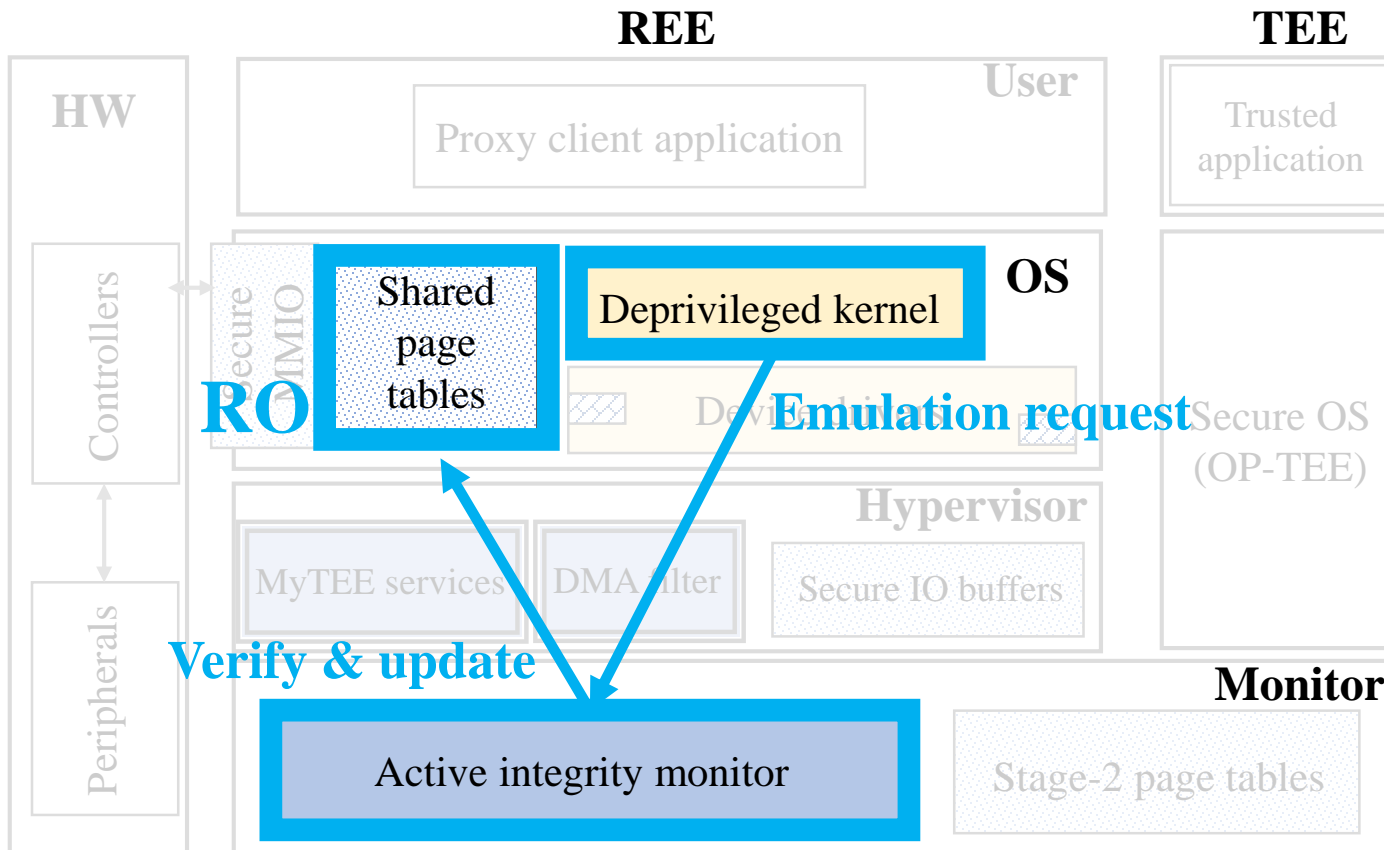 REE
TEE
HW
User
Proxy client application
Trusted
application
Controllers
Secure
MMIO
Shared
page
tables
Deprivileged kernel
OS
RO
Device drivers
Emulation request
Secure OS
(OP-TEE)
Hypervisor
MyTEE services
DMA filter
Secure IO buffers
Peripherals
Verify & update
Monitor
Active integrity monitor
Stage-2 page tables